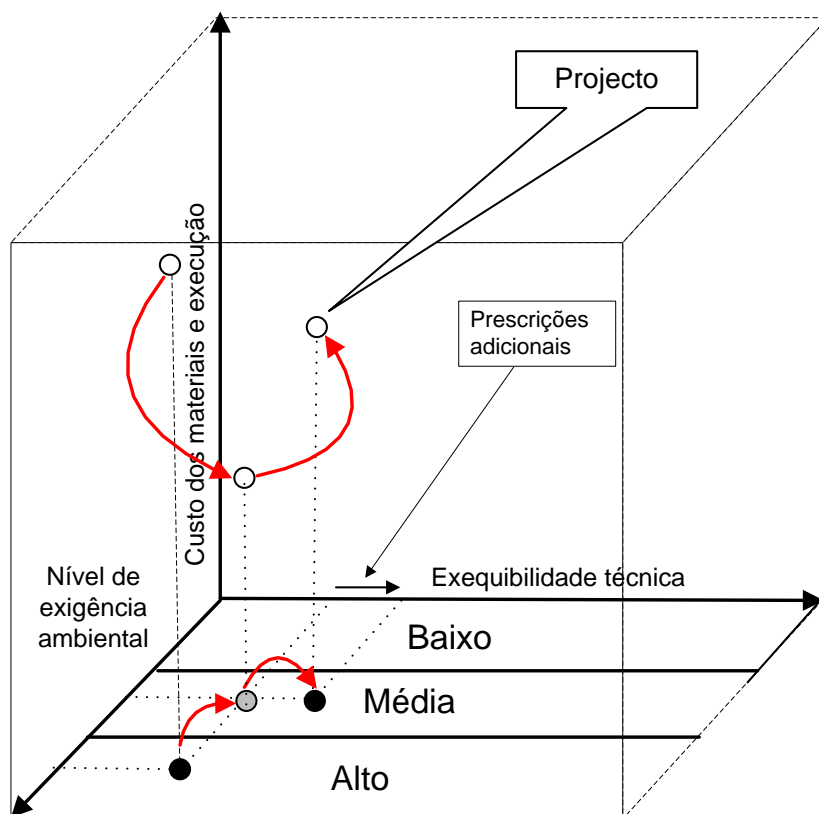 Projecto
Custo dos materiais e execução
Prescrições
adicionais
Nível de
exigência
ambiental
Exequibilidade técnica
Baixo
Média
Alto